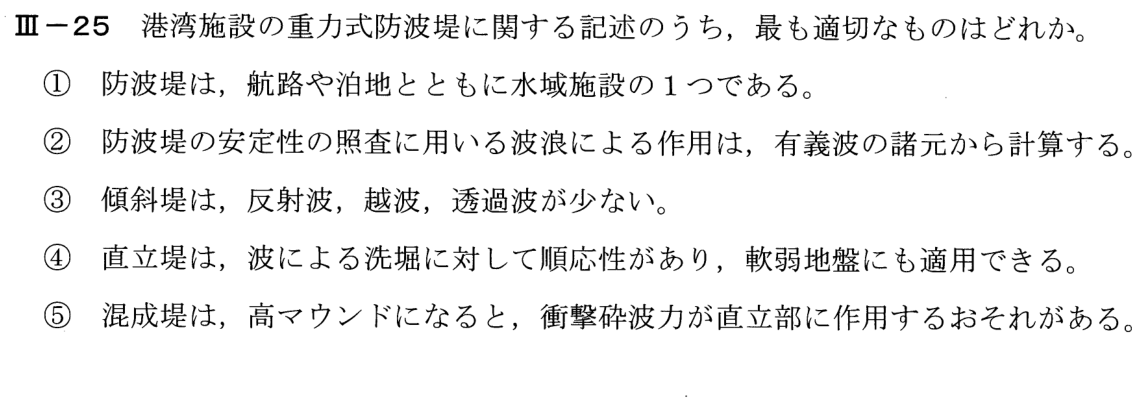 Ⅲ－25 港湾施設の重力式防波堤に関する記述のうち，最も適切なものはどれか。
① 防波堤は，航路や泊地とともに水域施設の１つである。
② 防波堤の安定性の照査に用いる波浪による作用は，有義波の諸元から計算する。
③ 傾斜堤は，反射波，越波，透過波が少ない。
④ 直立堤は，波による洗堀に対して順応性があり，軟弱地盤にも適用できる。
⑤ 混成堤は，高マウンドになると，衝撃砕波力が直立部に作用するおそれがある。